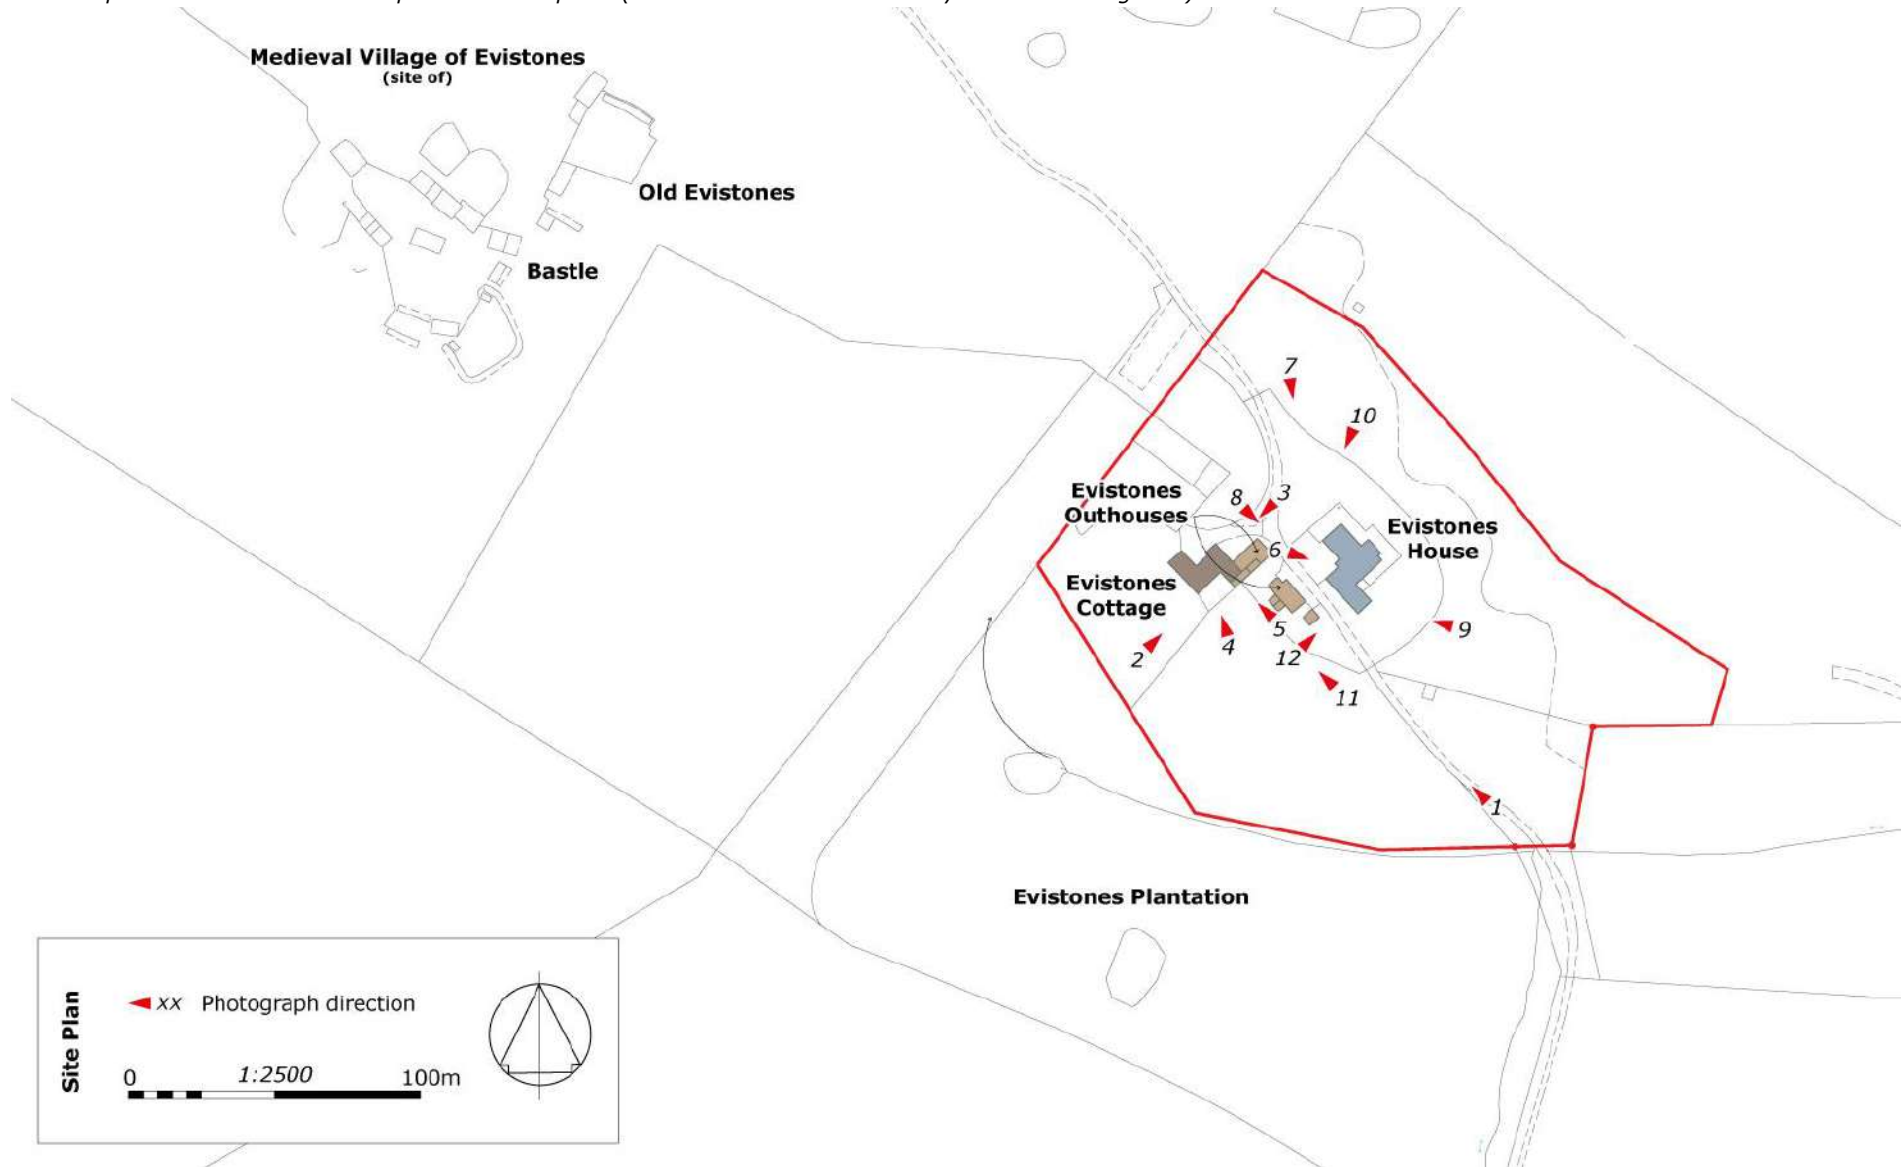 Medieval Village of Evistones
(site of)
Old Evistones
Bastle
7
10
Evistones
Outhouses
8
3
Evistones
House
6
Evistones
Cottage
5
9
4
2
12
11
1
Evistones Plantation
Site Plan
xx Photograph direction
0 1:2500 100m